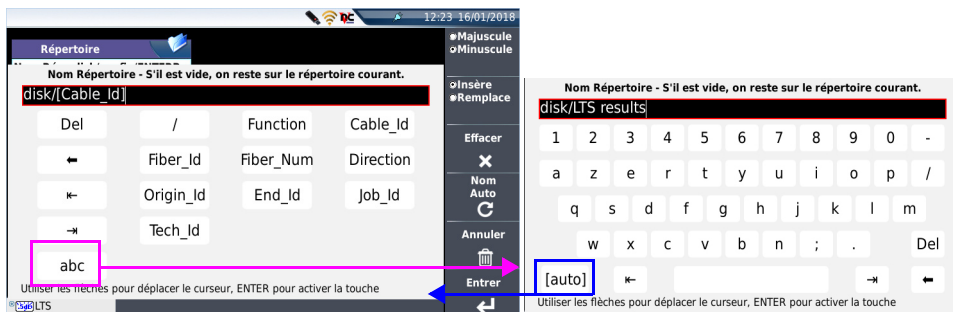 12:23 16/01/2018
Répertoire
Nom Répertoire - S'il est vide, on reste sur le répertoire courant.
disk/[Cable_Id]
Del / Function Cable_Id
Fiber_Id Fiber_Num Direction
Origin_Id End_Id Job_Id
Tech_Id
abc
Utiliser les flèches pour déplacer le curseur, ENTER pour activer la touche
LTS
Majuscule
Minuscule
Insère
Remplace
Effacer
Nom
Auto
Annuler
Entrer
Nom Répertoire - S'il est vide, on reste sur le répertoire courant.
disk/LTS results
1 2 3 4 5 6 7 8 9 0 -
a z e r t y u i o p /
q s d f g h j k l m
w x c v b n ; . Del
[auto]
Utiliser les flèches pour déplacer le curseur, ENTER pour activer la touche